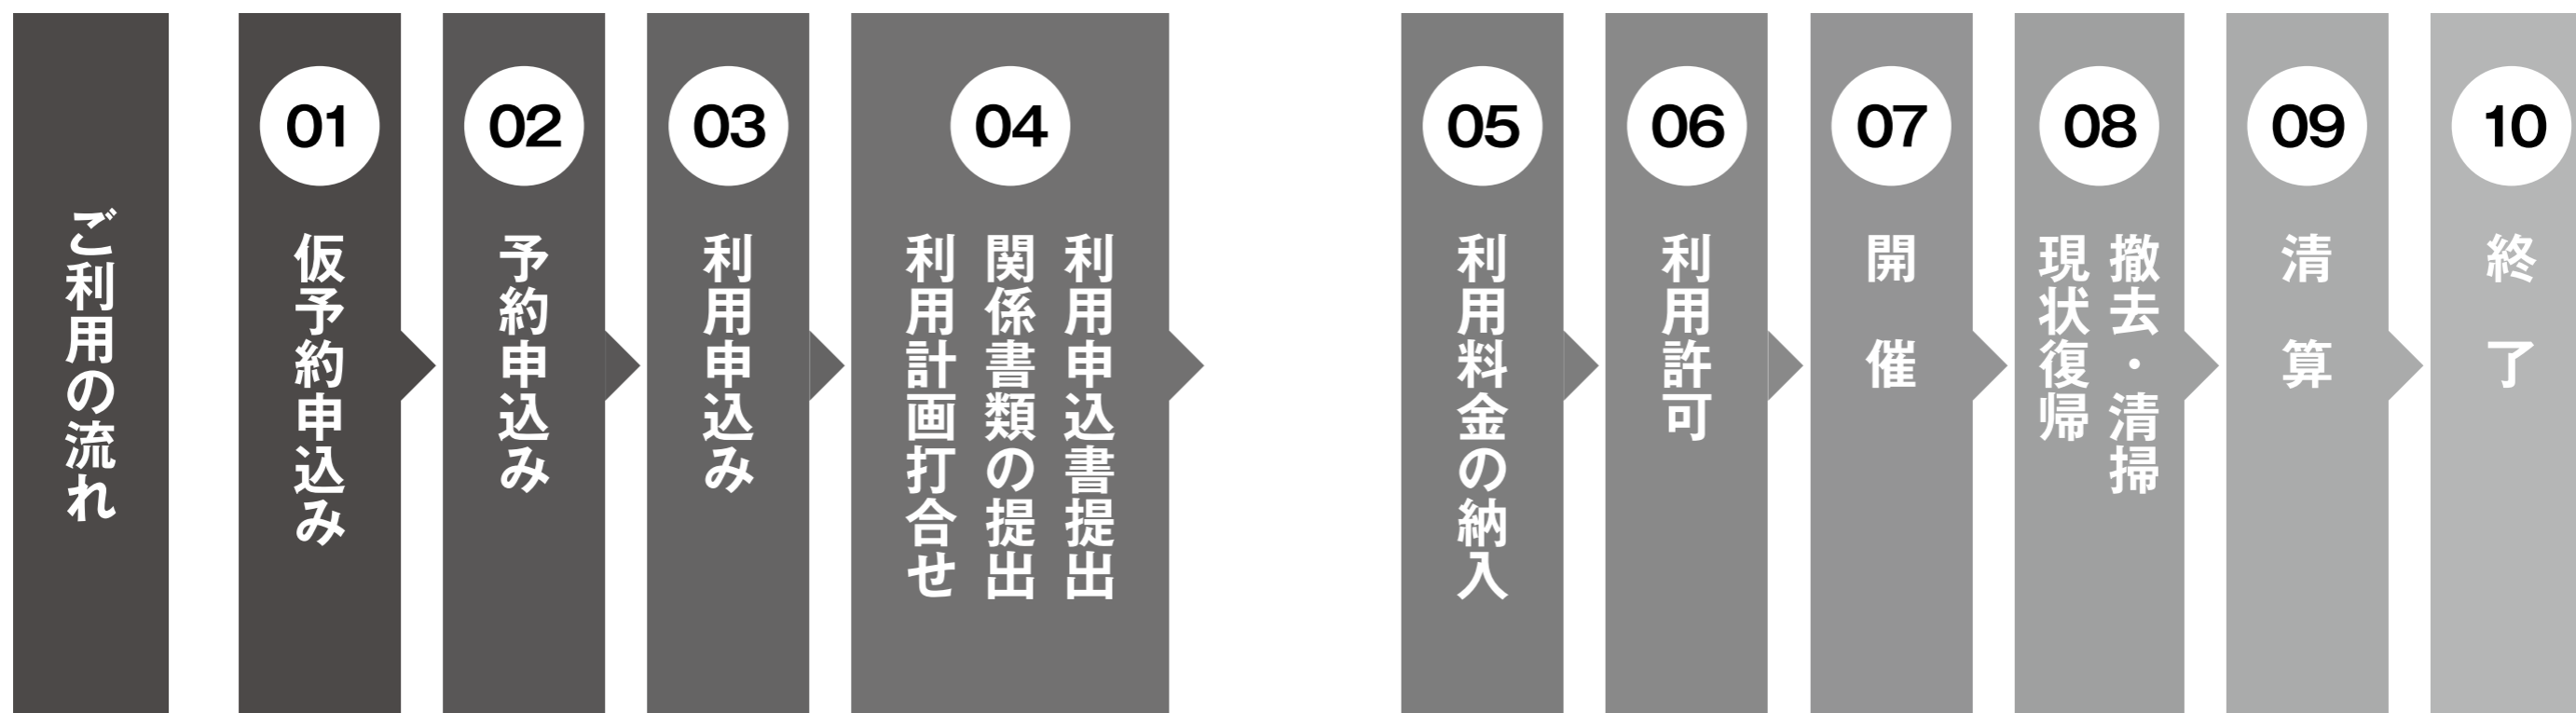 ご利用の流れ
01
仮予約申込み
02
予約申込み
03
利用申込み
04
利用申込書提出
関係書類の提出
利用計画打合せ
05
利用料金の納入
06
利用許可
07
開催
08
撤去・清掃
現状復帰
09
清算
10
終了